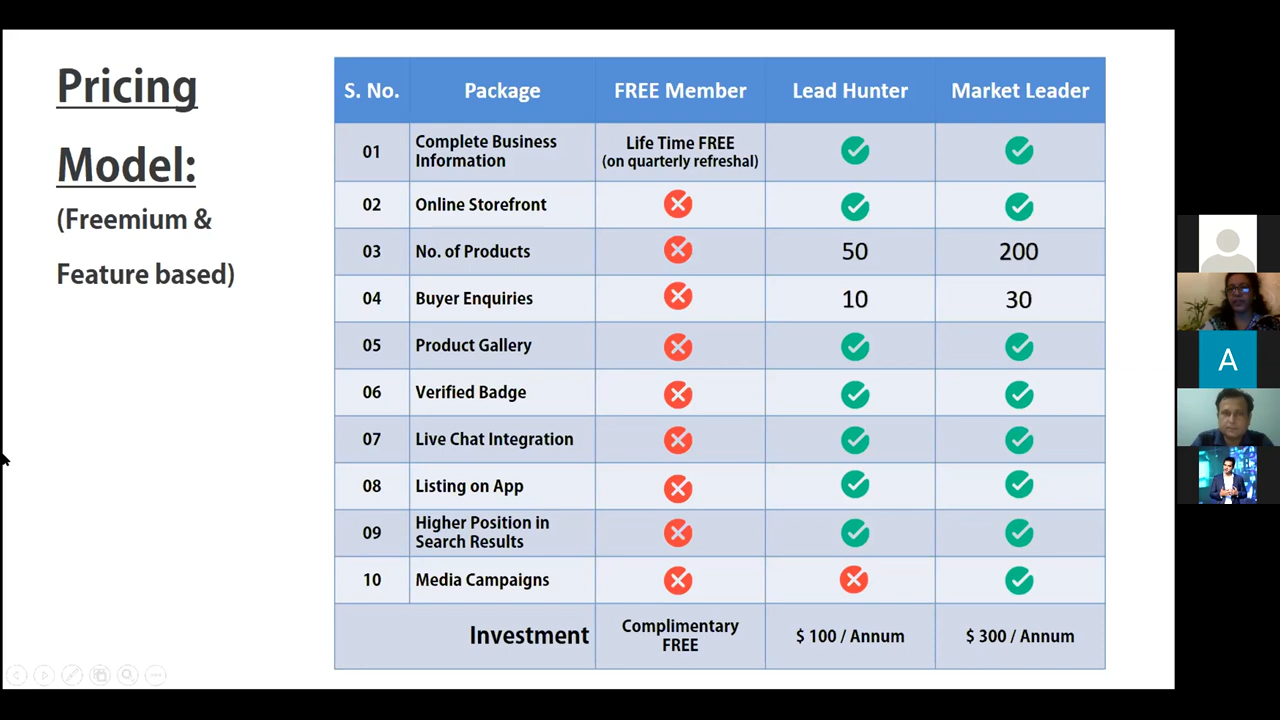 Pricing
Model:
(Freemium &
Feature based)
S. No. Package FREE Member Lead Hunter Market Leader
01 Complete Business Information Life Time FREE (on quarterly refreshal)
02 Online Storefront
03 No. of Products 50 200
04 Buyer Enquiries 10 30
05 Product Gallery
06 Verified Badge
07 Live Chat Integration
08 Listing on App
09 Higher Position in Search Results
10 Media Campaigns
Investment Complimentary FREE $ 100 / Annum $ 300 / Annum
A